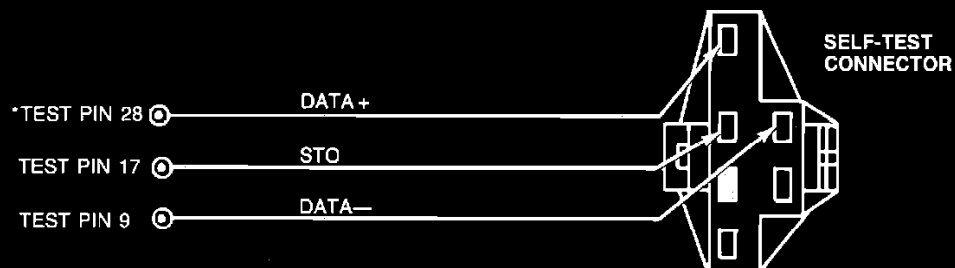 SELF-TEST
CONNECTOR
DATA+
*TEST PIN 28
STO
TEST PIN 17
DATA—
TEST PIN 9